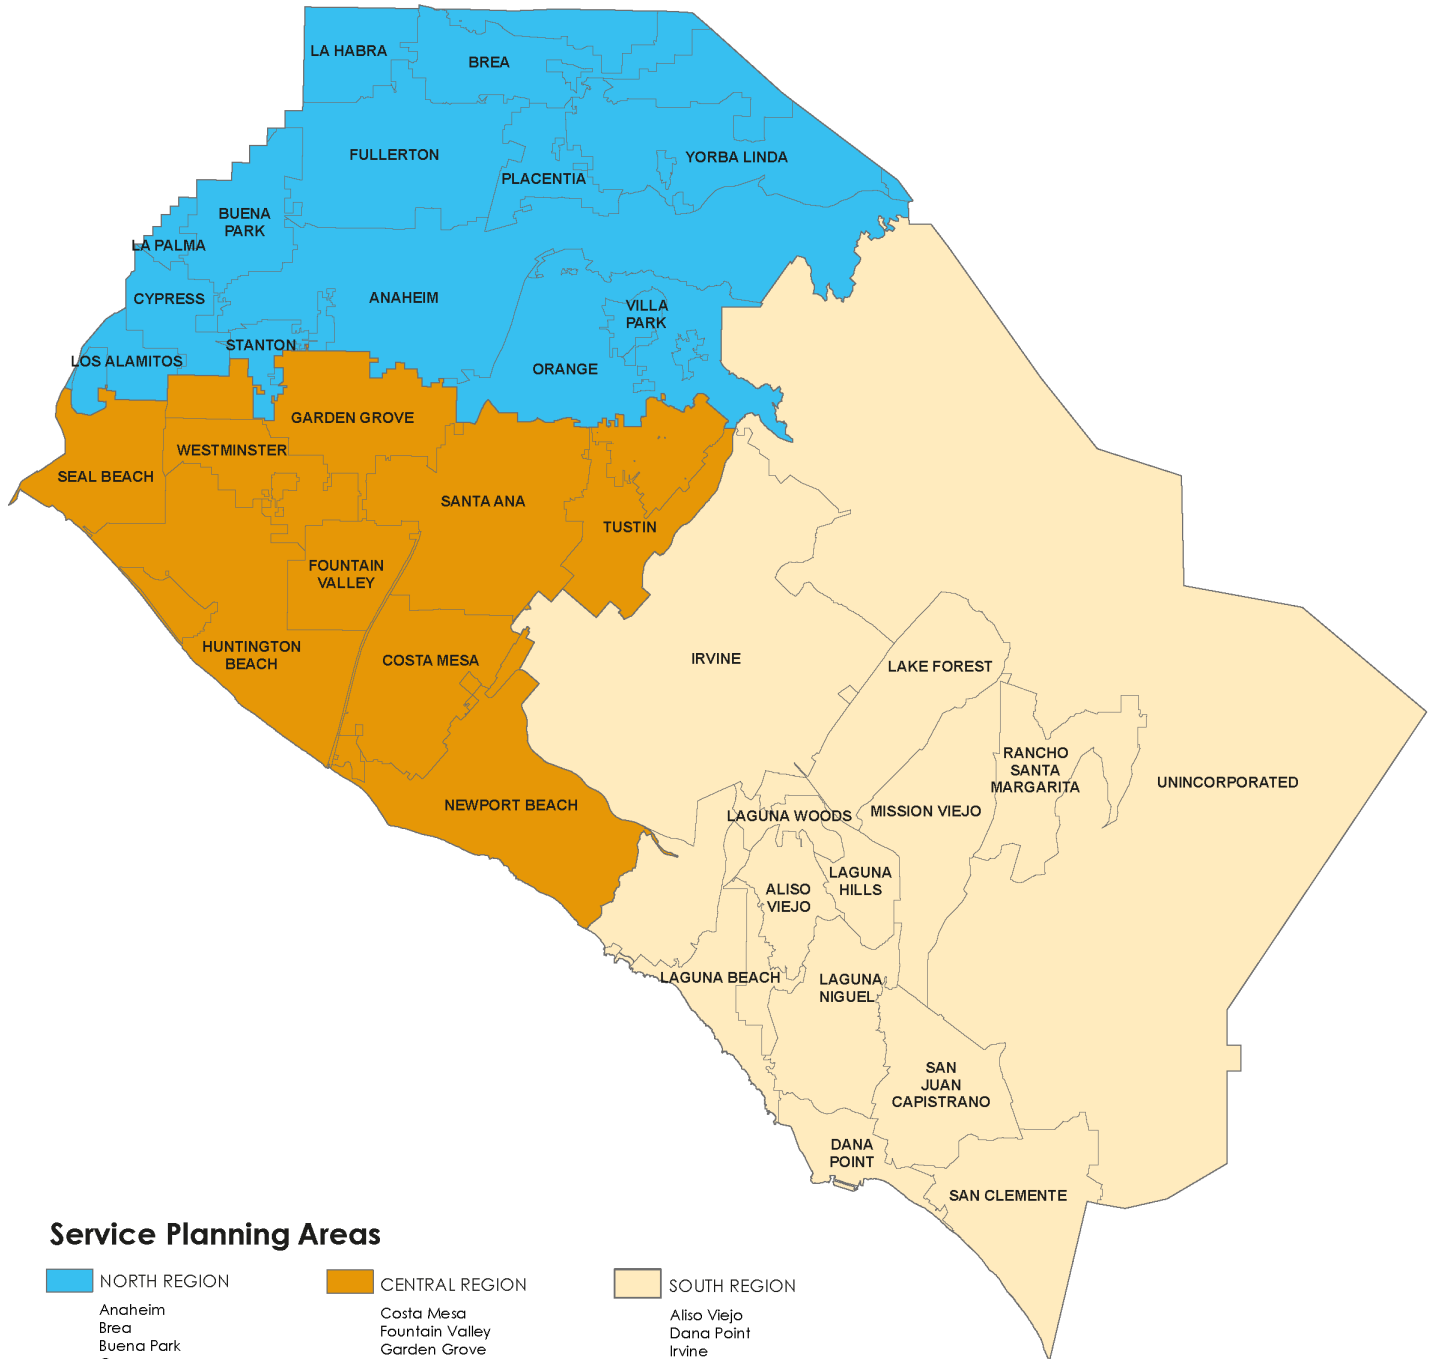 LA HABRA
BREA
FULLERTON
YORBA LINDA
PLACENTIA
BUENA
PARK
LA PALMA
CYPRESS
ANAHEIM
VILLA
PARK
STANTON
LOS ALAMITOS
ORANGE
GARDEN GROVE
WESTMINSTER
SEAL BEACH
SANTA ANA
TUSTIN
FOUNTAIN
VALLEY
HUNTINGTON
BEACH
COSTA MESA
IRVINE
LAKE FOREST
RANCHO
SANTA
MARGARITA
UNINCORPORATED
NEWPORT BEACH
LAGUNA WOODS
MISSION VIEJO
LAGUNA
HILLS
ALISO
VIEJO
LAGUNA BEACH
LAGUNA
NIGUEL
SAN
JUAN
CAPISTRANO
DANA
POINT
SAN CLEMENTE
Service Planning Areas
NORTH REGION
Anaheim
Brea
Buena Park
CENTRAL REGION
Costa Mesa
Fountain Valley
Garden Grove
SOUTH REGION
Aliso Viejo
Dana Point
Irvine